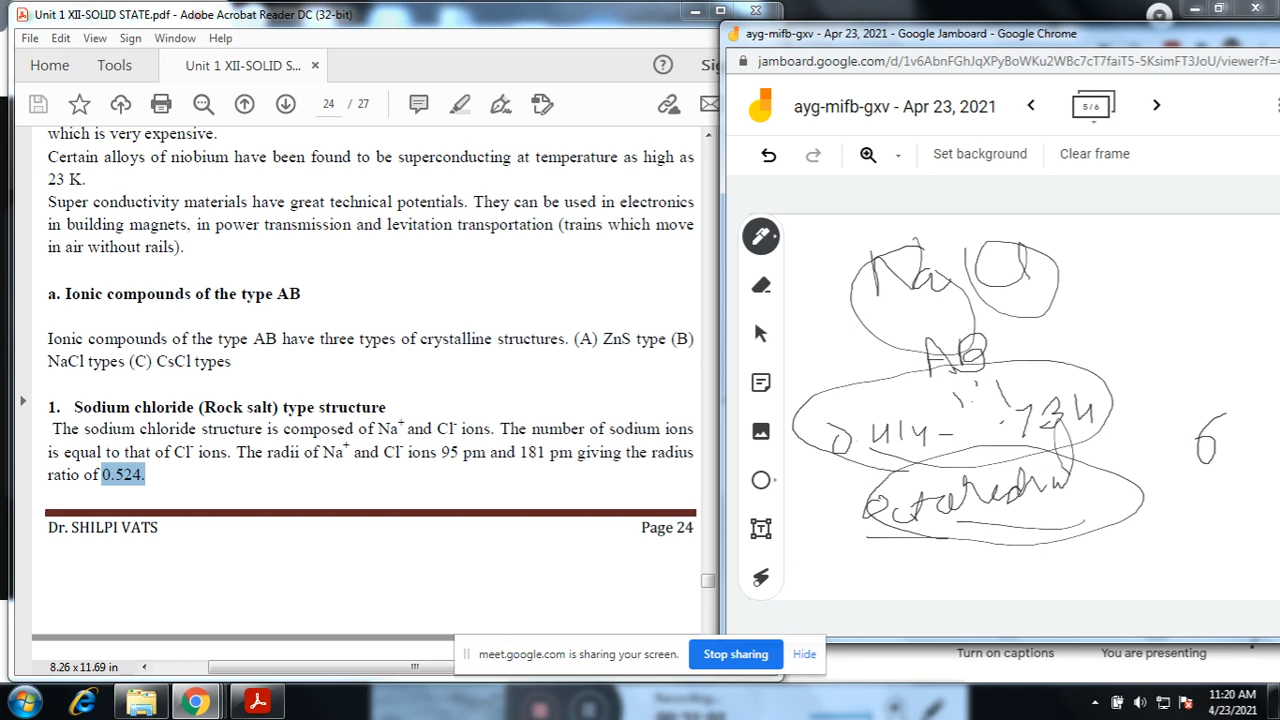 Unit 1 XII-SOLID STATE.pdf - Adobe Acrobat Reader DC (32-bit)
File Edit View Sign Window Help
Home Tools Unit 1 XII-SOLID S... ×
24 / 27
which is very expensive.
Certain alloys of niobium have been found to be superconducting at temperature as high as
23 K.
Super conductivity materials have great technical potentials. They can be used in electronics
in building magnets, in power transmission and levitation transportation (trains which move
in air without rails).
a. Ionic compounds of the type AB
Ionic compounds of the type AB have three types of crystalline structures. (A) ZnS type (B)
NaCl types (C) CsCl types
1. Sodium chloride (Rock salt) type structure
The sodium chloride structure is composed of Na+ and Cl- ions. The number of sodium ions
is equal to that of Cl- ions. The radii of Na+ and Cl- ions 95 pm and 181 pm giving the radius
ratio of 0.524.
Dr. SHILPI VATS Page 24
8.26 x 11.69 in
ayg-mifb-gxv - Apr 23, 2021 - Google Jamboard - Google Chrome
jamboard.google.com/d/1v6AbnFGhJqXPyBoWKu2WBc7cT7faiT5-5KsimFT3JoU/viewer?f=4
ayg-mifb-gxv - Apr 23, 2021
5 / 6
Set background Clear frame
Na Cl
AB
0.414 - .734
6
Octahedral
meet.google.com is sharing your screen. Stop sharing Hide
Turn on captions You are presenting
Recording...
11:20 AM
4/23/2021